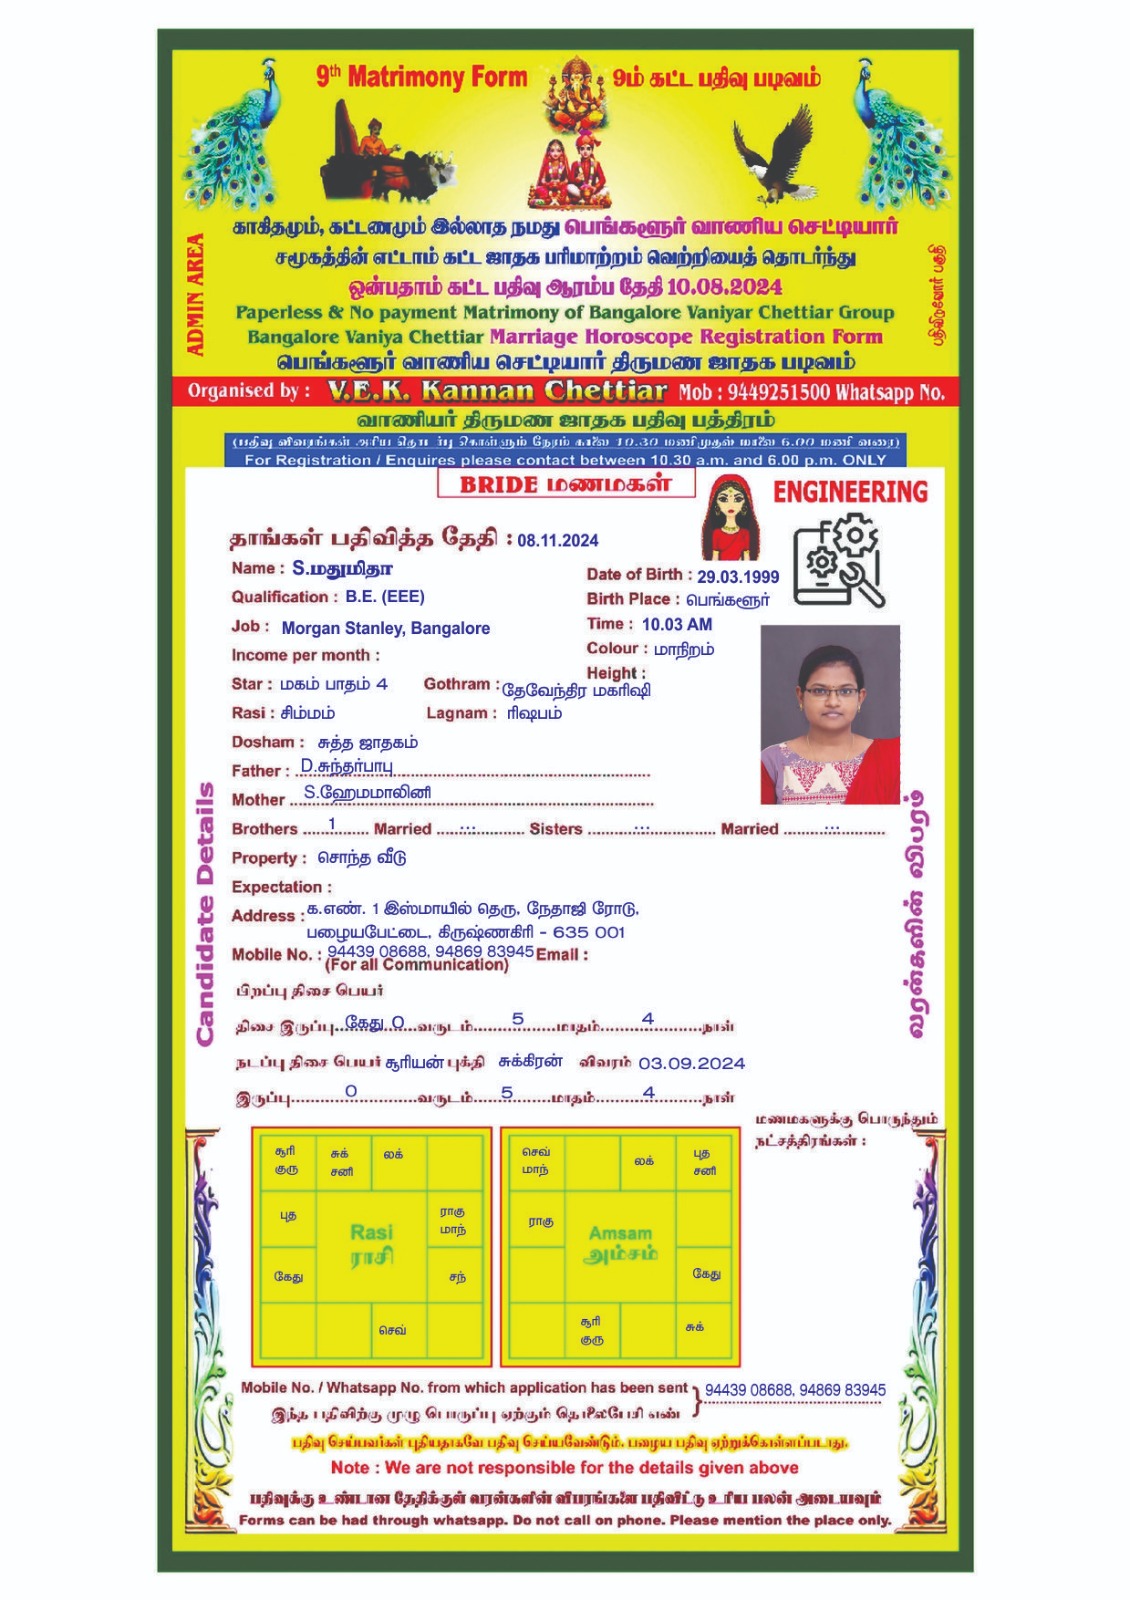 9th Matrimony Form
9ம் கட்ட பதிவு படிவம்
காகிதமும், கட்டணமும் இல்லாத நமது பெங்களூர் வாணிய செட்டியார்
சமூகத்தின் எட்டாம் கட்ட ஜாதக பரிமாற்றம் வெற்றியைத் தொடர்ந்து
ஒன்பதாம் கட்ட பதிவு ஆரம்ப தேதி 10.08.2024
Paperless & No payment Matrimony of Bangalore Vaniyar Chettiar Group
Bangalore Vaniya Chettiar Marriage Horoscope Registration Form
பெங்களூர் வாணிய செட்டியார் திருமண ஜாதக படிவம்
ADMIN AREA
பதிவிடுவோர் பகுதி
Organised by : V.E.K. Kannan Chettiar Mob : 9449251500 Whatsapp No.
வாணியர் திருமண ஜாதக பதிவு பத்திரம்
(பதிவு விவரங்கள் அறிய தொடர்பு கொள்ளும் நேரம் காலை 10.30 மணிமுதல் மாலை 6.00 மணி வரை)
For Registration / Enquires please contact between 10.30 a.m. and 6.00 p.m. ONLY
BRIDE மணமகள்
ENGINEERING
தாங்கள் பதிவித்த தேதி : 08.11.2024
Name : S.மதுமிதா
Date of Birth : 29.03.1999
Qualification : B.E. (EEE)
Birth Place : பெங்களூர்
Job : Morgan Stanley, Bangalore
Time : 10.03 AM
Income per month :
Colour : மாநிறம்
Height :
Star : மகம் பாதம் 4
Gothram : தேவேந்திர மகரிஷி
Rasi : சிம்மம்
Lagnam : ரிஷபம்
Dosham : சுத்த ஜாதகம்
Father : D.சுந்தர்பாபு
Mother S.ஹேமமாலினி
Brothers 1 Married ... Sisters ... Married ...
Property : சொந்த வீடு
Expectation :
Address : க.எண். 1 இஸ்மாயில் தெரு, நேதாஜி ரோடு,
பழையபேட்டை, கிருஷ்ணகிரி - 635 001
Mobile No. : 94439 08688, 94869 83945 Email :
(For all Communication)
Candidate Details
வரன்களின் விபரம்
பிறப்பு திசை பெயர்
திசை இருப்பு....கேது 0...வருடம்....5....மாதம்....4....நாள்
நடப்பு திசை பெயர் சூரியன் புக்தி சுக்கிரன் விவரம் 03.09.2024
இருப்பு....0....வருடம்....5....மாதம்....4....நாள்
மணமகளுக்கு பொருந்தும்
நட்சத்திரங்கள் :
சூரி
குரு
சுக்
சனி
லக்
புத
ராகு
மாந்
Rasi
ராசி
கேது
சந்
செவ்
செவ்
மாந்
லக்
புத
சனி
ராகு
Amsam
அம்சம்
கேது
சூரி
குரு
சுக்
Mobile No. / Whatsapp No. from which application has been sent
இந்த பதிவிற்கு முழு பொருப்பு ஏற்கும் தொலைபேசி எண்
94439 08688, 94869 83945
பதிவு செய்பவர்கள் புதியதாகவே பதிவு செய்யவேண்டும். பழைய பதிவு ஏற்றுக்கொள்ளப்படாது.
Note : We are not responsible for the details given above
பதிவுக்கு உண்டான தேதிக்குள் வரன்களின் விபரங்களை பதிவிட்டு உரிய பலன் அடையவும்
Forms can be had through whatsapp. Do not call on phone. Please mention the place only.